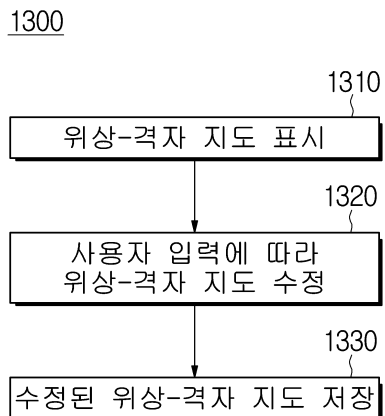 1300
1310
위상-격자 지도 표시
1320
사용자 입력에 따라
위상-격자 지도 수정
1330
수정된 위상-격자 지도 저장